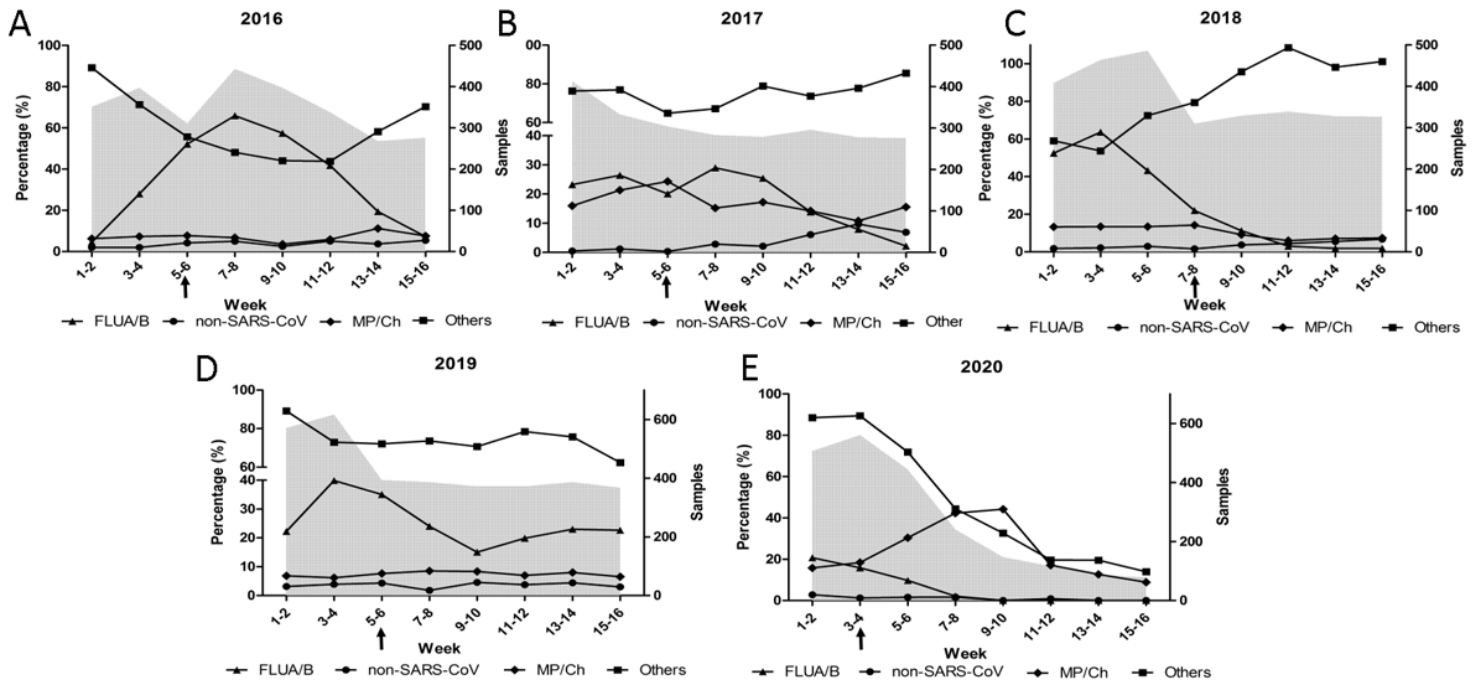 A
2016
Percentage (%)
100
80
60
40
20
0
500
400
300
200
100
0
Samples
1-2
3-4
5-6
7-8
9-10
11-12
13-14
15-16
Week
FLUA/B
non-SARS-CoV
MP/Ch
Others
B
2017
00
80
60
40
30
20
10
0
500
400
300
200
100
0
Samples
1-2
3-4
5-6
7-8
9-10
11-12
13-14
15-16
Week
FLUA/B
non-SARS-CoV
MP/Ch
Other
C
2018
Percentage (%)
100
80
60
40
20
0
500
400
300
200
100
0
Samples
1-2
3-4
5-6
7-8
9-10
11-12
13-14
15-16
Week
FLUA/B
non-SARS-CoV
MP/Ch
Others
D
2019
Percentage (%)
100
80
60
40
30
20
10
0
600
400
200
0
Samples
1-2
3-4
5-6
7-8
9-10
11-12
13-14
15-16
Week
FLUA/B
non-SARS-CoV
MP/Ch
Others
E
2020
Percentage (%)
100
80
60
40
20
0
600
400
200
0
Samples
1-2
3-4
5-6
7-8
9-10
11-12
13-14
15-16
Week
FLUA/B
non-SARS-CoV
MP/Ch
Others